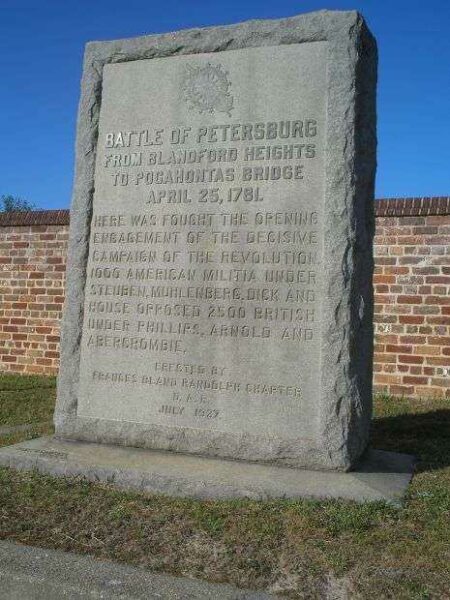 BATTLE OF PETERSBURG
FROM BLANDFORD HEIGHTS
TO POCAHONTAS BRIDGE
APRIL 25, 1781.
HERE WAS FOUGHT THE OPENING
ENGAGEMENT OF THE DECISIVE
CAMPAIGN OF THE REVOLUTION.
1000 AMERICAN MILITIA UNDER
STEUBEN, MUHLENBERG, DICK AND
HOUSE OPPOSED 2500 BRITISH
UNDER PHILLIPS, ARNOLD AND
ABERCROMBIE.
ERECTED BY
FRANCES BLAND RANDOLPH CHAPTER
D. A. R.
JULY 1927